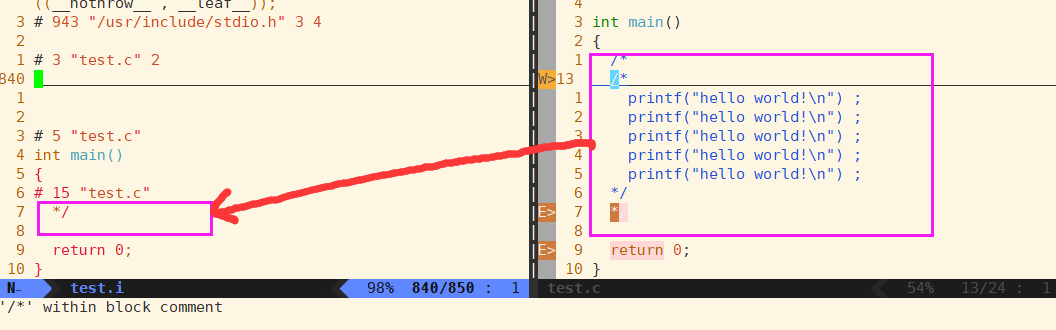 ((__nothrow__ , __leaf__));
3 # 943 "/usr/include/stdio.h" 3 4
2
1 # 3 "test.c" 2
840
1
2
3 # 5 "test.c"
4 int main()
5 {
6 # 15 "test.c"
7 */
8
9 return 0;
10 }
N- test.i 98% 840/850 : 1
4
3 int main()
2 {
1 /*
W>13 /*
1 printf("hello world!\n") ;
2 printf("hello world!\n") ;
3 printf("hello world!\n") ;
4 printf("hello world!\n") ;
5 printf("hello world!\n") ;
6 */
E> 7 *
8
E> 9 return 0;
10 }
test.c 54% 13/24 : 1
'/*' within block comment